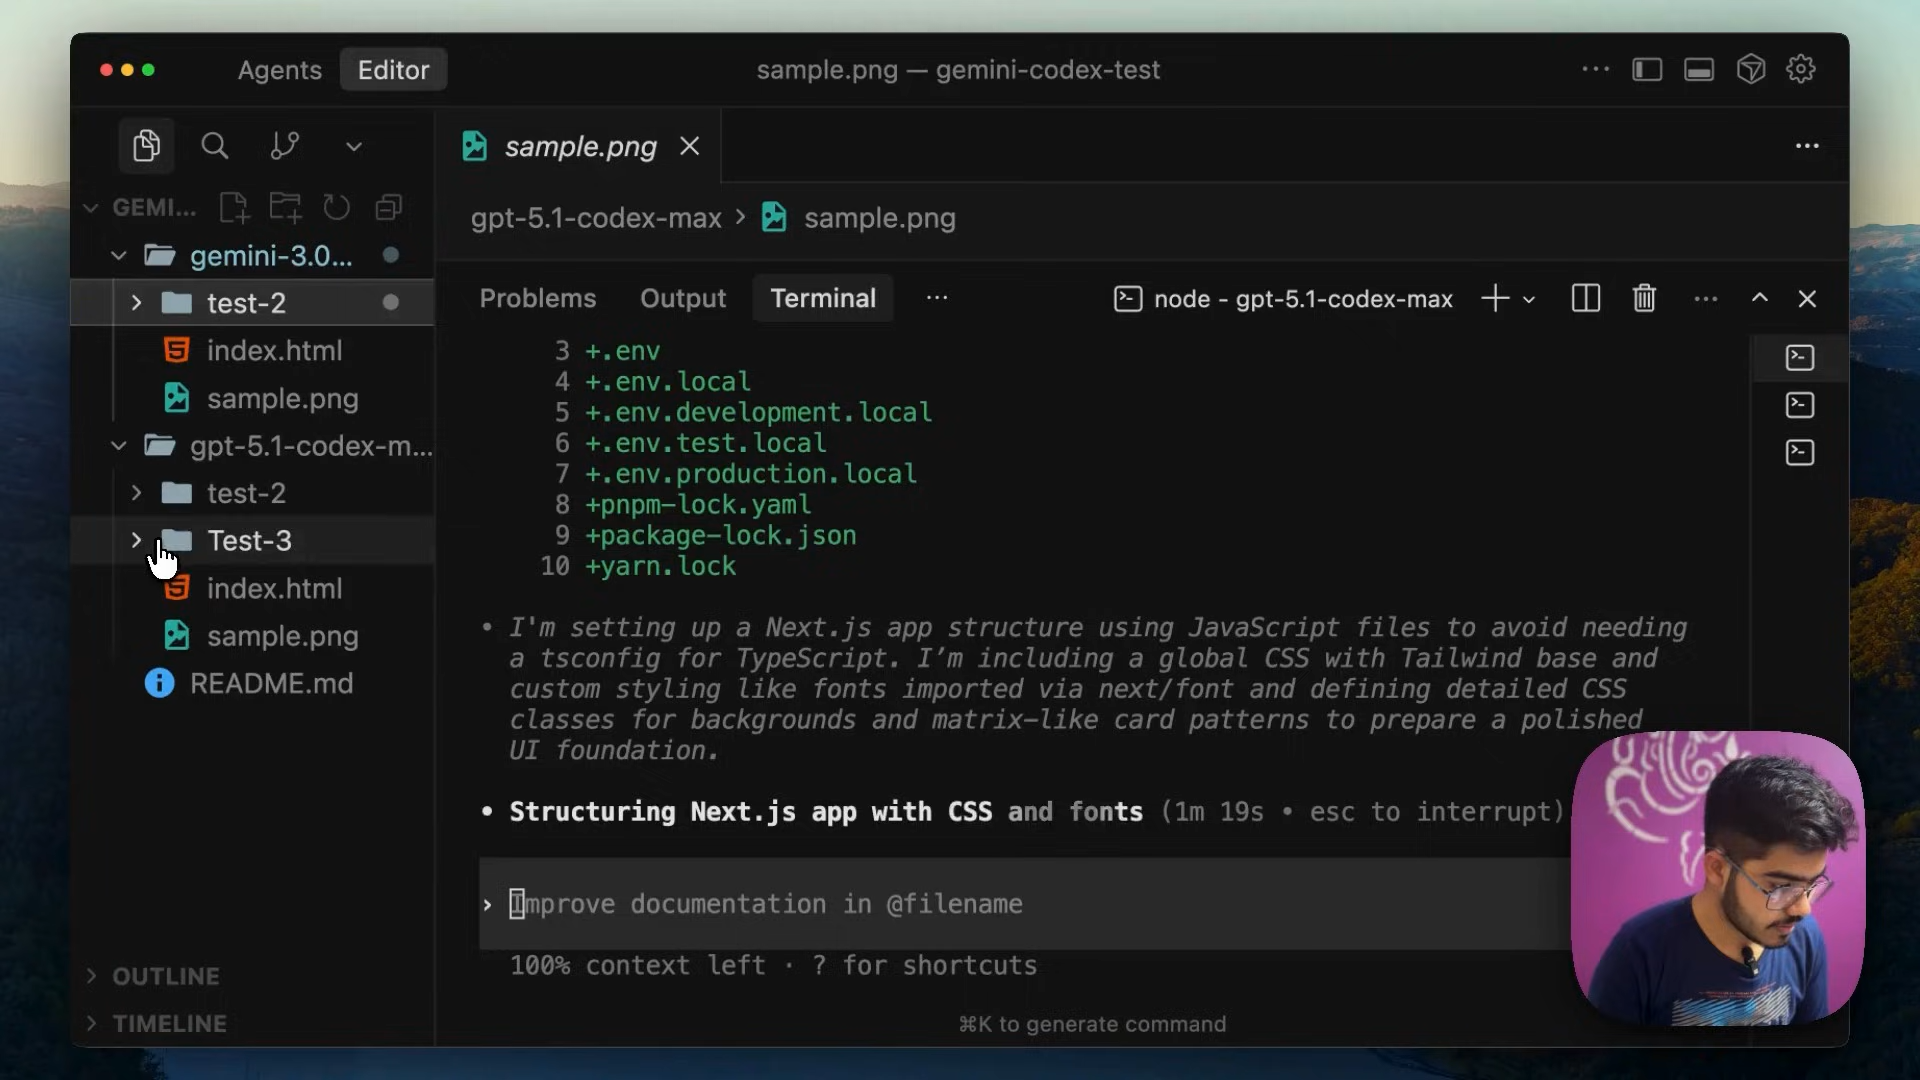 Agents
Editor
sample.png — gemini-codex-test
sample.png
GEMI...
gpt-5.1-codex-max > sample.png
gemini-3.0...
test-2
index.html
sample.png
gpt-5.1-codex-m...
test-2
Test-3
index.html
sample.png
README.md
OUTLINE
TIMELINE
Problems
Output
Terminal
node - gpt-5.1-codex-max
3 +.env
4 +.env.local
5 +.env.development.local
6 +.env.test.local
7 +.env.production.local
8 +pnpm-lock.yaml
9 +package-lock.json
10 +yarn.lock
• I'm setting up a Next.js app structure using JavaScript files to avoid needing
a tsconfig for TypeScript. I’m including a global CSS with Tailwind base and
custom styling like fonts imported via next/font and defining detailed CSS
classes for backgrounds and matrix-like card patterns to prepare a polished
UI foundation.
• Structuring Next.js app with CSS and fonts (1m 19s • esc to interrupt)
› Improve documentation in @filename
100% context left · ? for shortcuts
⌘K to generate command